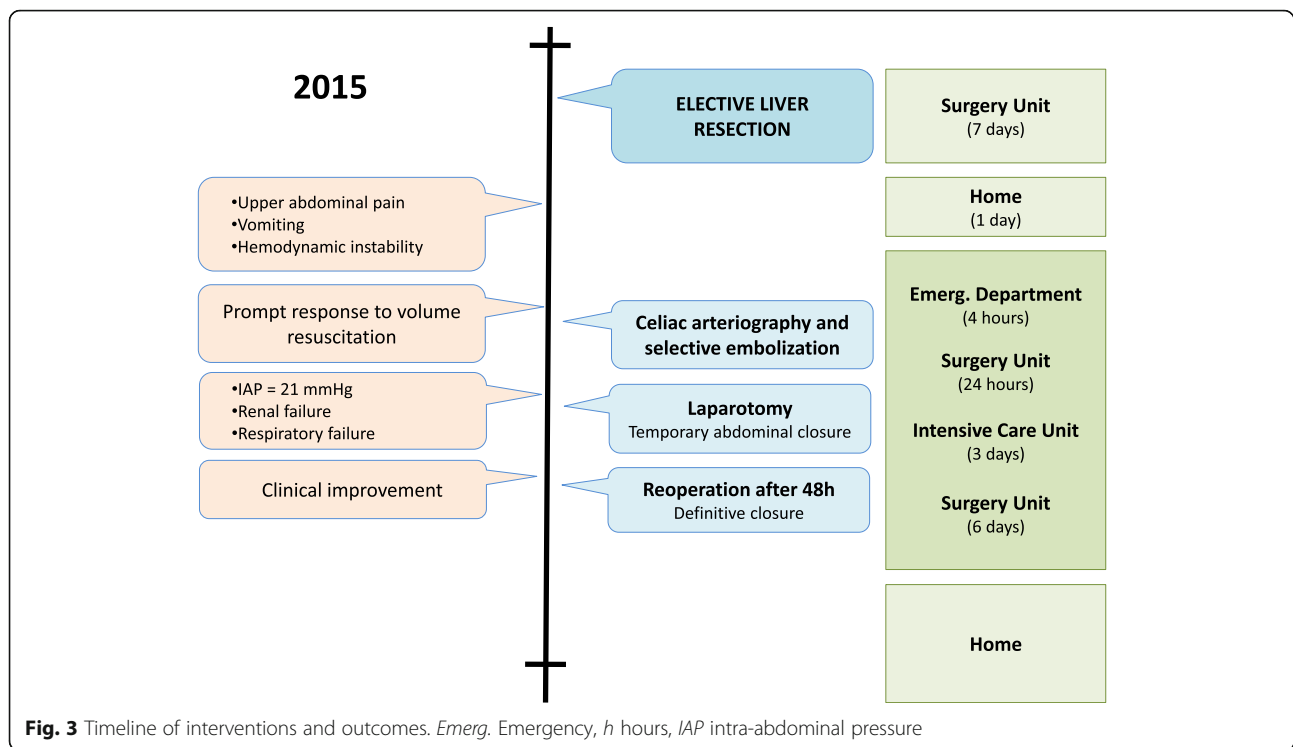 2015
ELECTIVE LIVER
RESECTION
Surgery Unit
(7 days)
•Upper abdominal pain
•Vomiting
•Hemodynamic instability
Home
(1 day)
Prompt response to volume
resuscitation
Celiac arteriography and
selective embolization
Emerg. Department
(4 hours)
Surgery Unit
(24 hours)
•IAP = 21 mmHg
•Renal failure
•Respiratory failure
Laparotomy
Temporary abdominal closure
Intensive Care Unit
(3 days)
Clinical improvement
Reoperation after 48h
Definitive closure
Surgery Unit
(6 days)
Home
Fig. 3 Timeline of interventions and outcomes. Emerg. Emergency, h hours, IAP intra-abdominal pressure